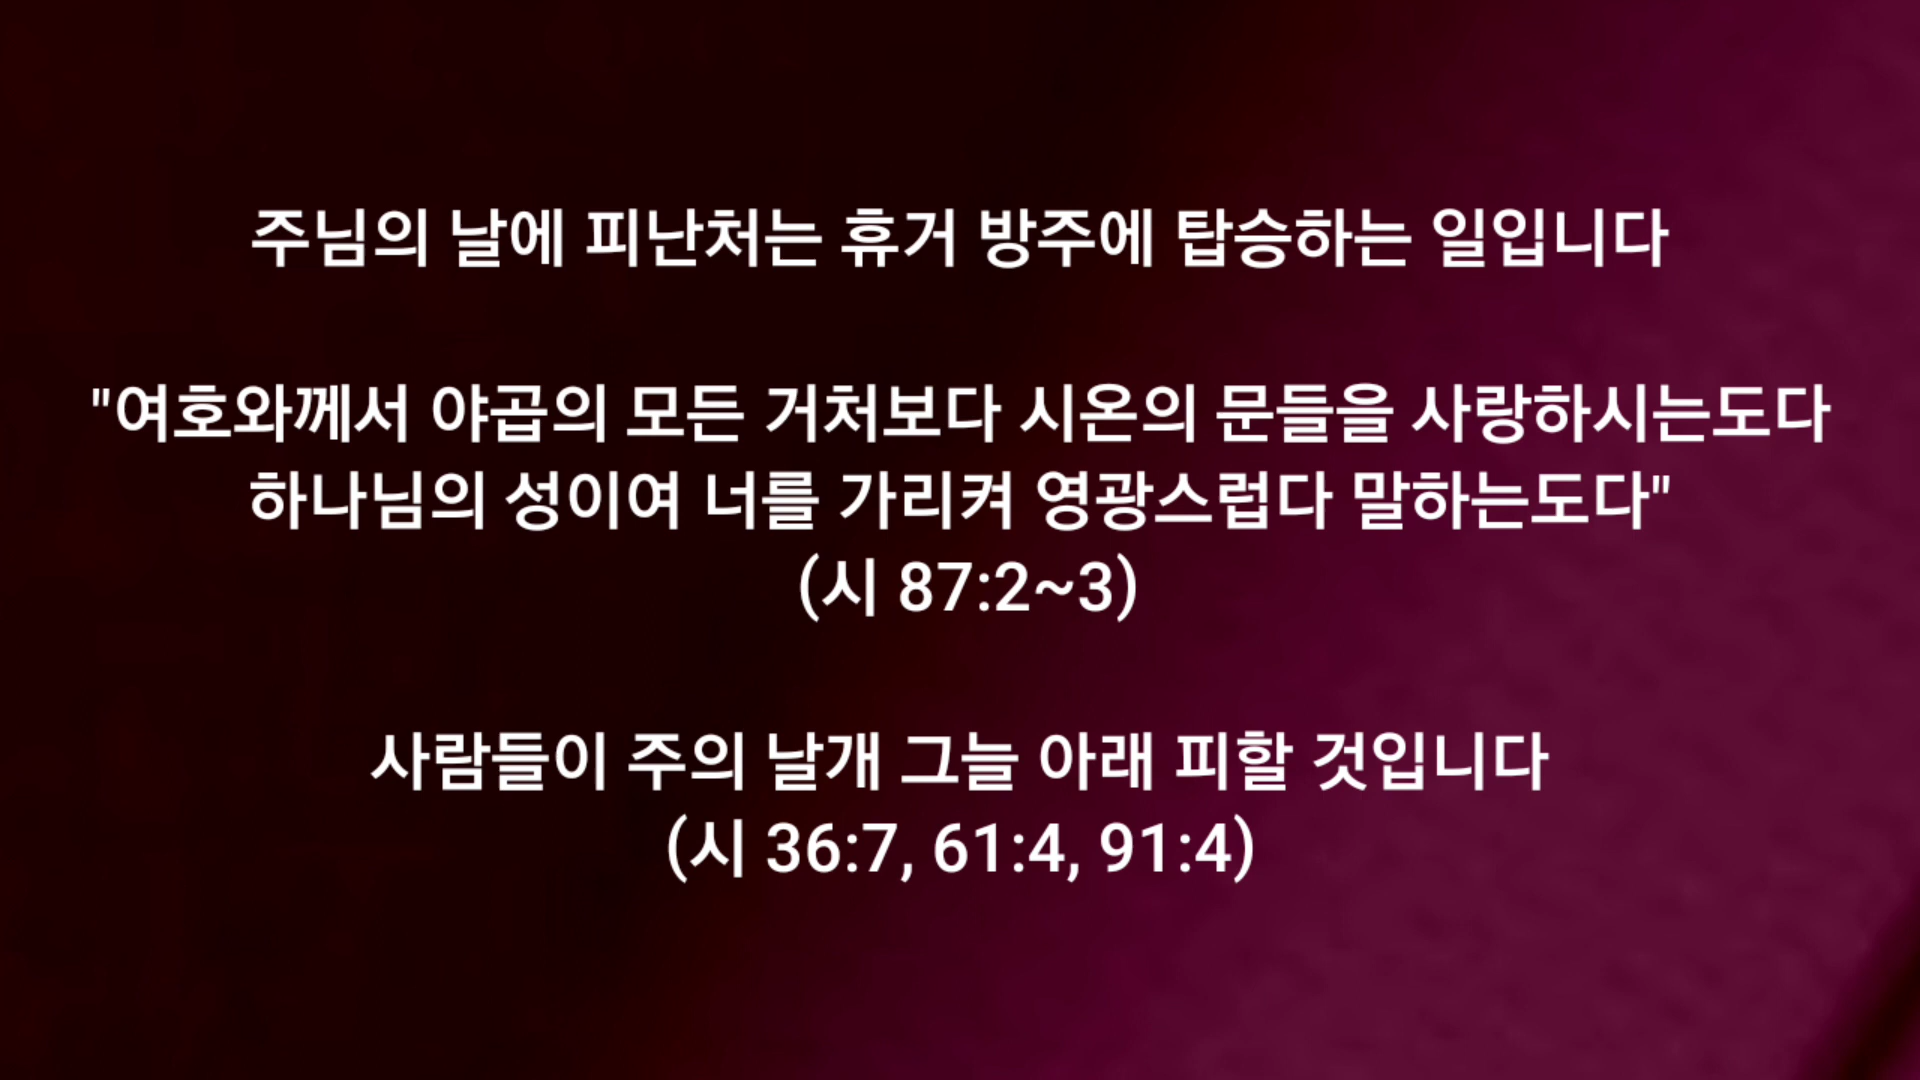 주님의 날에 피난처는 휴거 방주에 탑승하는 일입니다
"여호와께서 야곱의 모든 거처보다 시온의 문들을 사랑하시는도다
하나님의 성이여 너를 가리켜 영광스럽다 말하는도다"
(시 87:2~3)
사람들이 주의 날개 그늘 아래 피할 것입니다
(시 36:7, 61:4, 91:4)